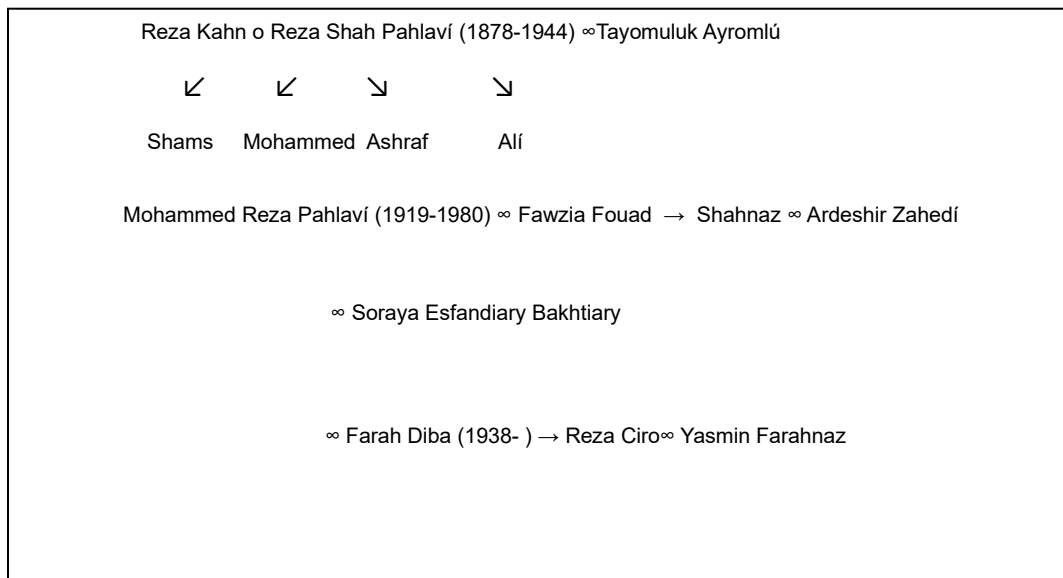 Reza Kahn o Reza Shah Pahlaví (1878-1944) ∞Tayomuluk Ayromlú
↙ ↙ ↘ ↘
Shams Mohammed Ashraf Alí
Mohammed Reza Pahlaví (1919-1980) ∞ Fawzia Fouad → Shahnaz ∞ Ardeshir Zahedí
∞ Soraya Esfandiary Bakhtiary
∞ Farah Diba (1938- ) → Reza Ciro∞ Yasmin Farahnaz